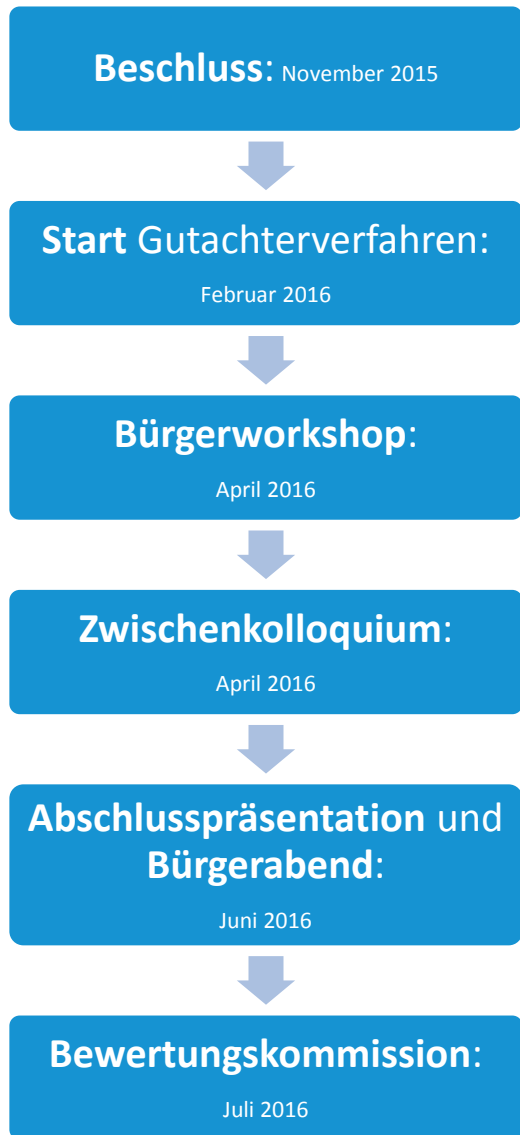 Beschluss: November 2015
Start Gutachterverfahren:
Februar 2016
Bürgerworkshop:
April 2016
Zwischenkolloquium:
April 2016
Abschlusspräsentation und
Bürgerabend:
Juni 2016
Bewertungskommission:
Juli 2016